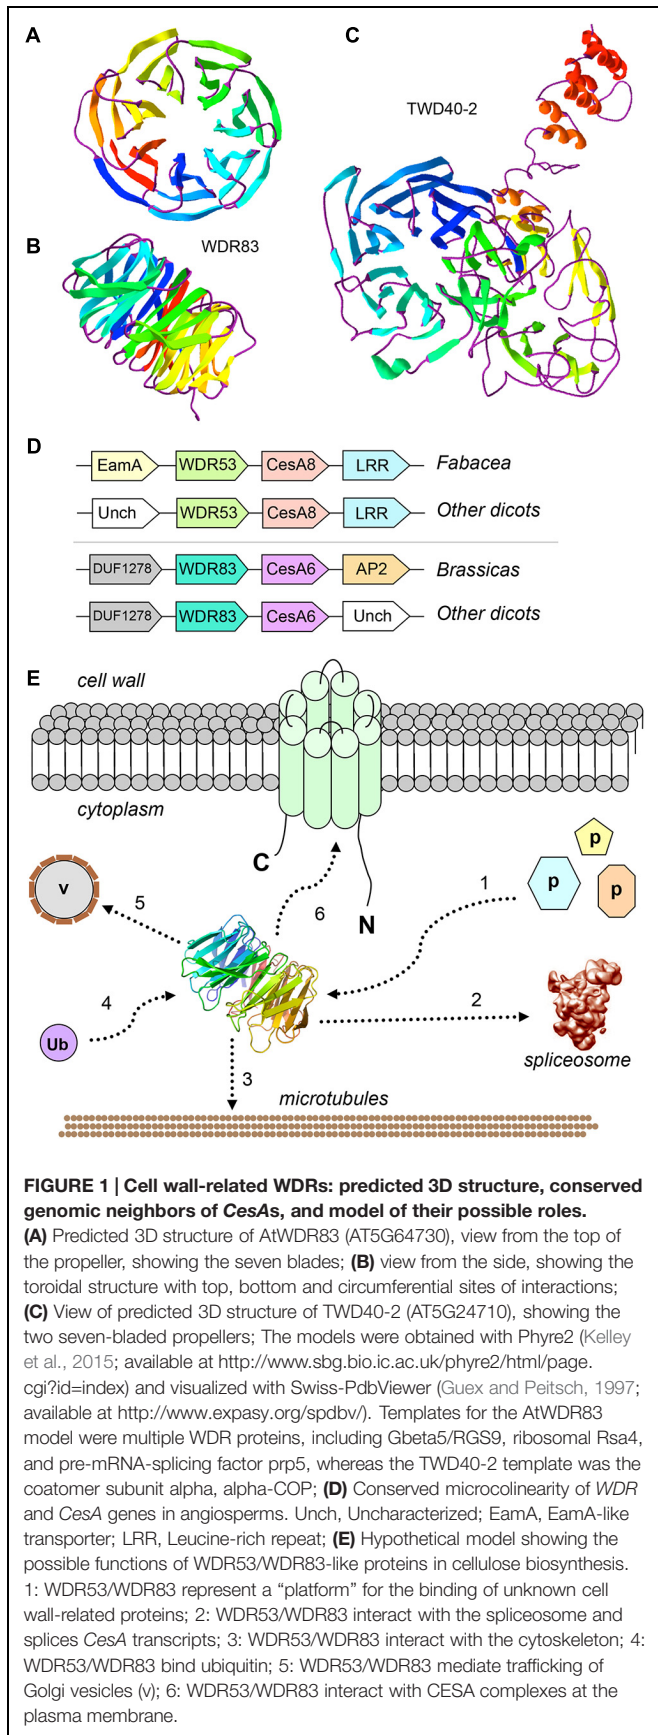 A
C
TWD40-2
B
WDR83
D
EamA WDR53 CesA8 LRR Fabacea
Unch WDR53 CesA8 LRR Other dicots
DUF1278 WDR83 CesA6 AP2 Brassicas
DUF1278 WDR83 CesA6 Unch Other dicots
E
cell wall
cytoplasm
C
N
p
p
p
v
5
6
1
4
2
Ub
3
spliceosome
microtubules
FIGURE 1 | Cell wall-related WDRs: predicted 3D structure, conserved
genomic neighbors of CesAs, and model of their possible roles.
(A) Predicted 3D structure of AtWDR83 (AT5G64730), view from the top of
the propeller, showing the seven blades; (B) view from the side, showing the
toroidal structure with top, bottom and circumferential sites of interactions;
(C) View of predicted 3D structure of TWD40-2 (AT5G24710), showing the
two seven-bladed propellers; The models were obtained with Phyre2 (Kelley
et al., 2015; available at http://www.sbg.bio.ic.ac.uk/phyre2/html/page.
cgi?id=index) and visualized with Swiss-PdbViewer (Guex and Peitsch, 1997;
available at http://www.expasy.org/spdbv/). Templates for the AtWDR83
model were multiple WDR proteins, including Gbeta5/RGS9, ribosomal Rsa4,
and pre-mRNA-splicing factor prp5, whereas the TWD40-2 template was the
coatomer subunit alpha, alpha-COP; (D) Conserved microcolinearity of WDR
and CesA genes in angiosperms. Unch, Uncharacterized; EamA, EamA-like
transporter; LRR, Leucine-rich repeat; (E) Hypothetical model showing the
possible functions of WDR53/WDR83-like proteins in cellulose biosynthesis.
1: WDR53/WDR83 represent a “platform” for the binding of unknown cell
wall-related proteins; 2: WDR53/WDR83 interact with the spliceosome and
splices CesA transcripts; 3: WDR53/WDR83 interact with the cytoskeleton; 4:
WDR53/WDR83 bind ubiquitin; 5: WDR53/WDR83 mediate trafficking of
Golgi vesicles (v); 6: WDR53/WDR83 interact with CESA complexes at the
plasma membrane.